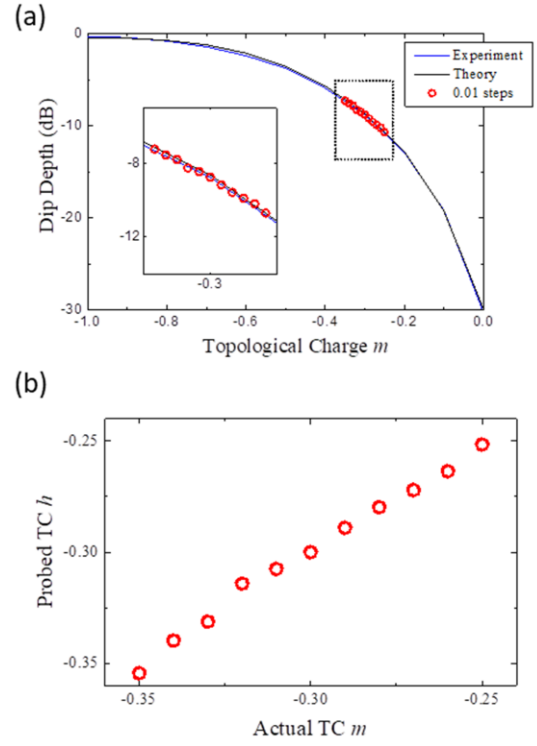 (a)
0
-10
-20
-30
Dip Depth (dB)
Experiment
Theory
0.01 steps
-8
-12
-0.3
-1.0 -0.8 -0.6 -0.4 -0.2 0.0
Topological Charge m
(b)
-0.25
-0.30
-0.35
Probed TC h
-0.35 -0.30 -0.25
Actual TC m